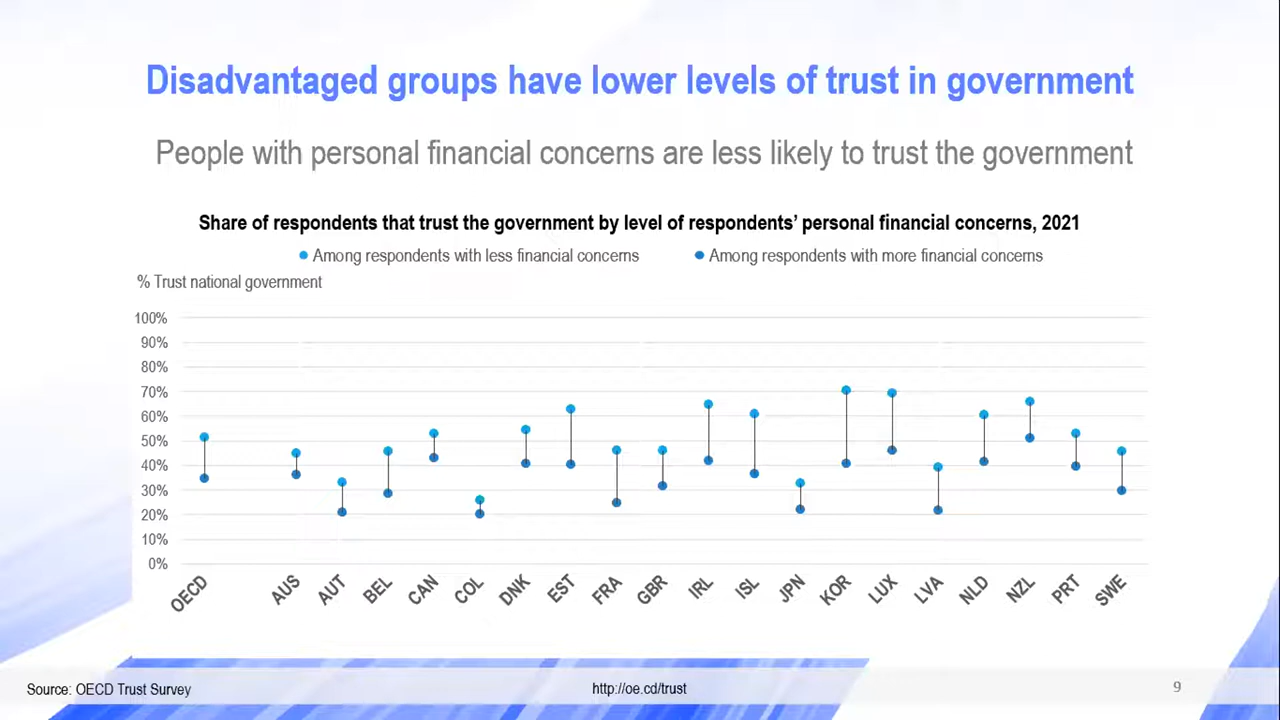 Disadvantaged groups have lower levels of trust in government
People with personal financial concerns are less likely to trust the government
Share of respondents that trust the government by level of respondents’ personal financial concerns, 2021
Among respondents with less financial concerns
Among respondents with more financial concerns
% Trust national government
100%
90%
80%
70%
60%
50%
40%
30%
20%
10%
0%
OECD
AUS
AUT
BEL
CAN
COL
DNK
EST
FRA
GBR
IRL
ISL
JPN
KOR
LUX
LVA
NLD
NZL
PRT
SWE
Source: OECD Trust Survey
http://oe.cd/trust
9